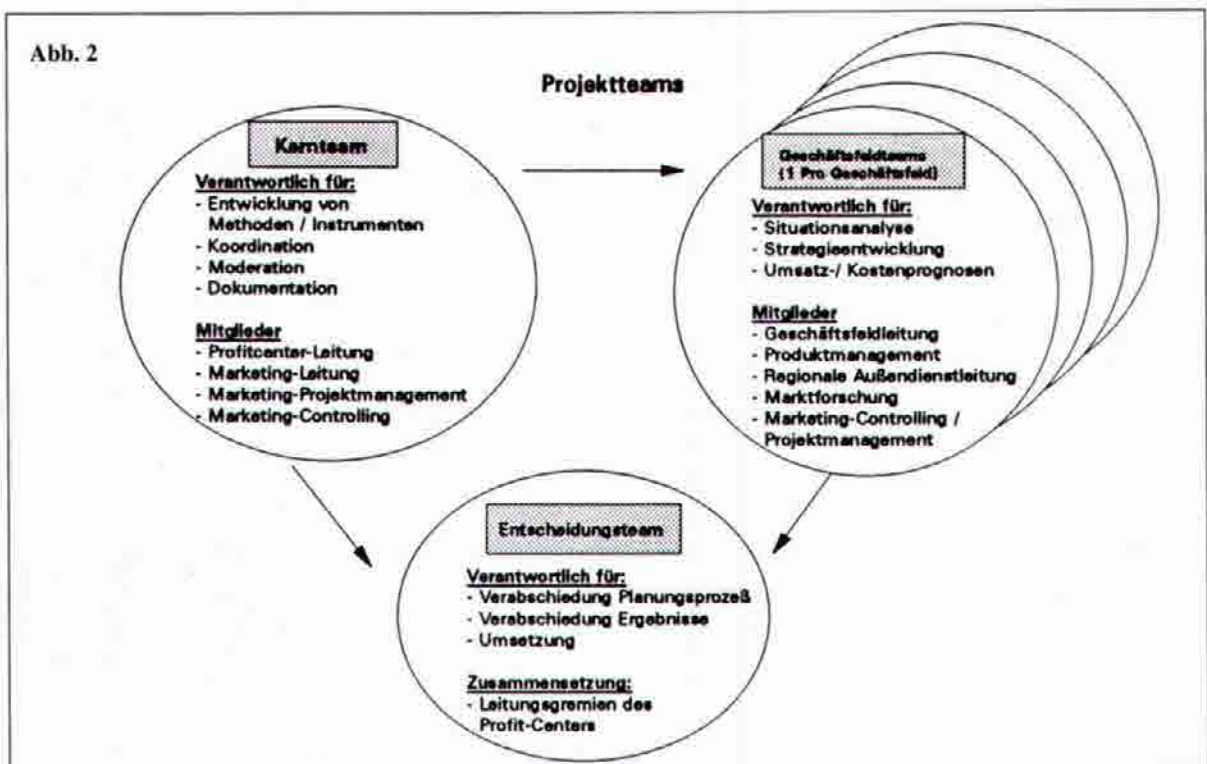 Abb. 2
Projektteams
Kernteam
Verantwortlich für:
- Entwicklung von
Methoden / Instrumenten
- Koordination
- Moderation
- Dokumentation
Mitglieder
- Profitcenter-Leitung
- Marketing-Leitung
- Marketing-Projektmanagement
- Marketing-Controlling
Geschäftsfeldteams
(1 Pro Geschäftsfeld)
Verantwortlich für:
- Situationsanalyse
- Strategieentwicklung
- Umsatz-/ Kostenprognosen
Mitglieder
- Geschäftsfeldleitung
- Produktmanagement
- Regionale Außendienstleitung
- Marktforschung
- Marketing-Controlling /
Projektmanagement
Entscheidungsteam
Verantwortlich für:
- Verabschiedung Planungsprozeß
- Verabschiedung Ergebnisse
- Umsetzung
Zusammensetzung:
- Leitungsgremien des
Profit-Centers